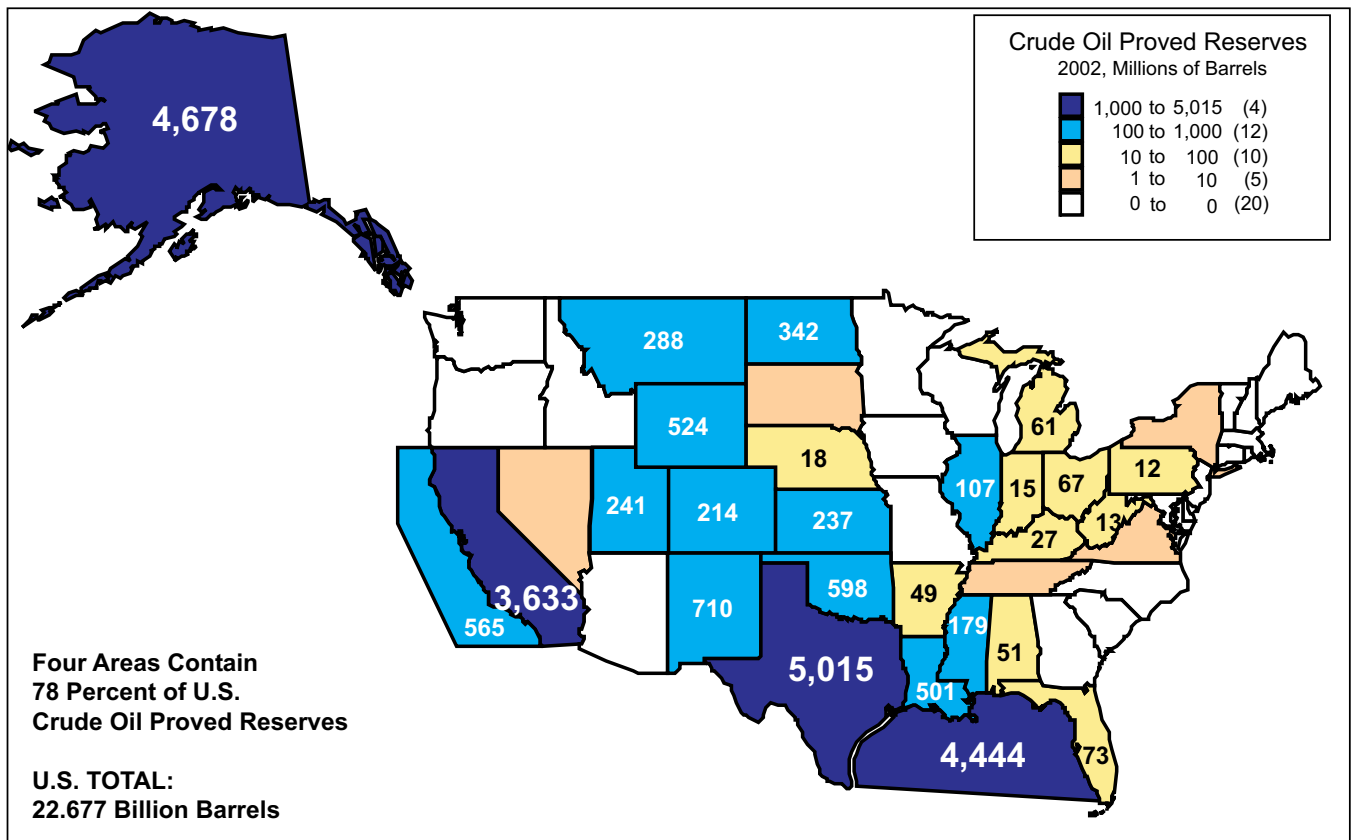 Crude Oil Proved Reserves
2002, Millions of Barrels
1,000 to 5,015 (4)
100 to 1,000 (12)
10 to 100 (10)
1 to 10 (5)
0 to 0 (20)
4,678
288
342
524
61
18
12
107
15
67
241
214
237
13
27
3,633
710
598
49
179
565
51
5,015
501
4,444
73
Four Areas Contain
78 Percent of U.S.
Crude Oil Proved Reserves
U.S. TOTAL:
22.677 Billion Barrels